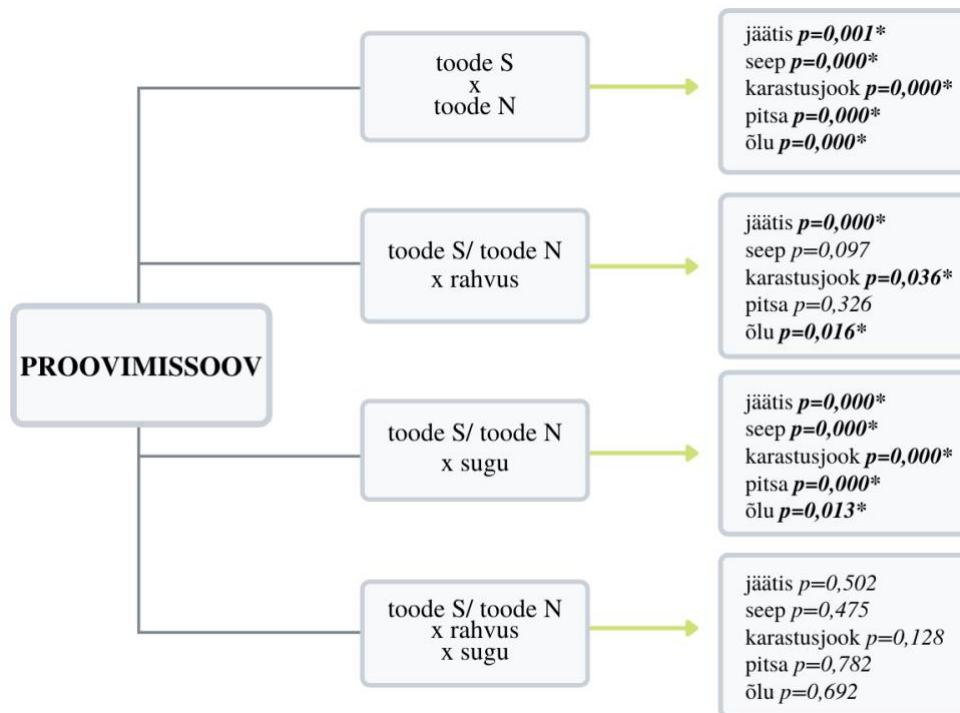 PROOVIMISSOOV
toode S
x
toode N
jäätis p=0,001*
seep p=0,000*
karastusjook p=0,000*
pitsa p=0,000*
õlu p=0,000*
toode S/ toode N
x rahvus
jäätis p=0,000*
seep p=0,097
karastusjook p=0,036*
pitsa p=0,326
õlu p=0,016*
toode S/ toode N
x sugu
jäätis p=0,000*
seep p=0,000*
karastusjook p=0,000*
pitsa p=0,000*
õlu p=0,013*
toode S/ toode N
x rahvus
x sugu
jäätis p=0,502
seep p=0,475
karastusjook p=0,128
pitsa p=0,782
õlu p=0,692